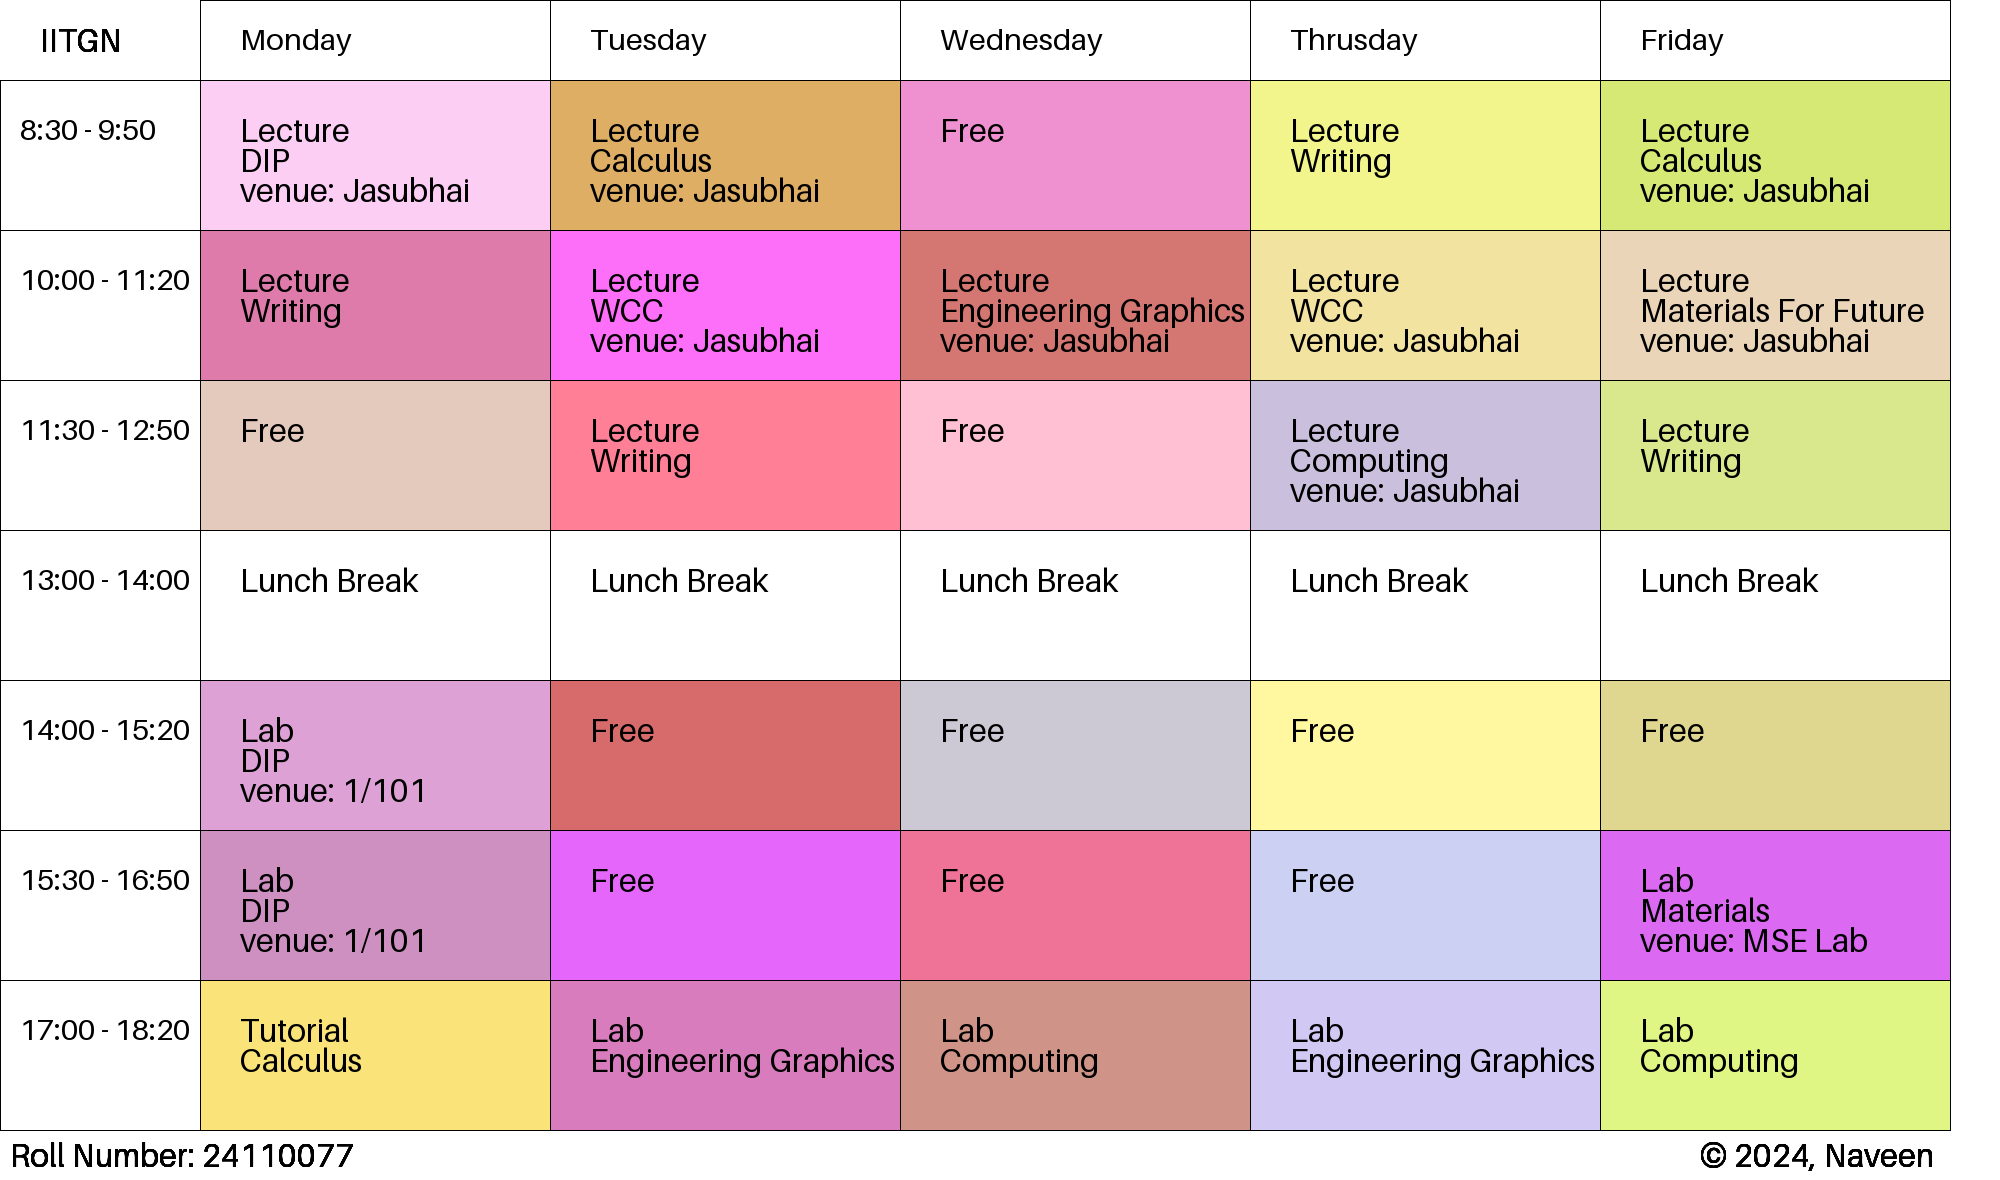 IITGN Monday Tuesday Wednesday Thrusday Friday
8:30 - 9:50
Lecture
DIP
venue: Jasubhai
Lecture
Calculus
venue: Jasubhai
Free
Lecture
Writing
Lecture
Calculus
venue: Jasubhai
10:00 - 11:20
Lecture
Writing
Lecture
WCC
venue: Jasubhai
Lecture
Engineering Graphics
venue: Jasubhai
Lecture
WCC
venue: Jasubhai
Lecture
Materials For Future
venue: Jasubhai
11:30 - 12:50
Free
Lecture
Writing
Free
Lecture
Computing
venue: Jasubhai
Lecture
Writing
13:00 - 14:00
Lunch Break
Lunch Break
Lunch Break
Lunch Break
Lunch Break
14:00 - 15:20
Lab
DIP
venue: 1/101
Free
Free
Free
Free
15:30 - 16:50
Lab
DIP
venue: 1/101
Free
Free
Free
Lab
Materials
venue: MSE Lab
17:00 - 18:20
Tutorial
Calculus
Lab
Engineering Graphics
Lab
Computing
Lab
Engineering Graphics
Lab
Computing
Roll Number: 24110077
© 2024, Naveen